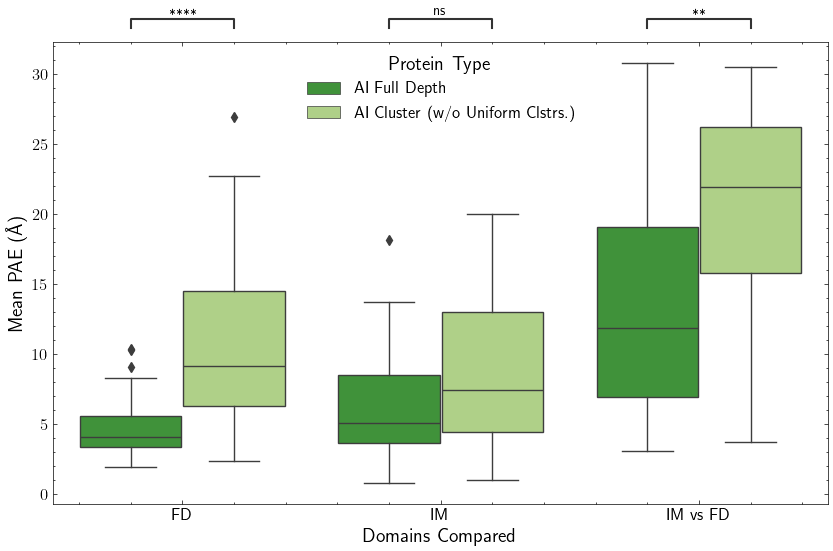 **** ns **
Protein Type
AI Full Depth
AI Cluster (w/o Uniform Clstrs.)
Mean PAE (Å)
30
25
20
15
10
5
0
FD IM IM vs FD
Domains Compared